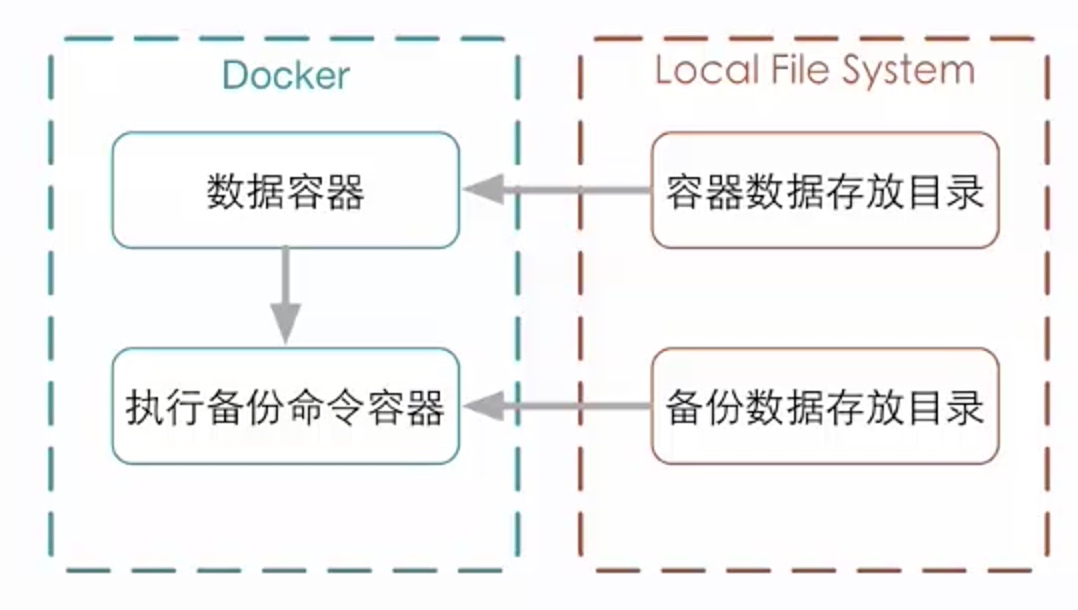 Docker
Local File System
数据容器
容器数据存放目录
执行备份命令容器
备份数据存放目录